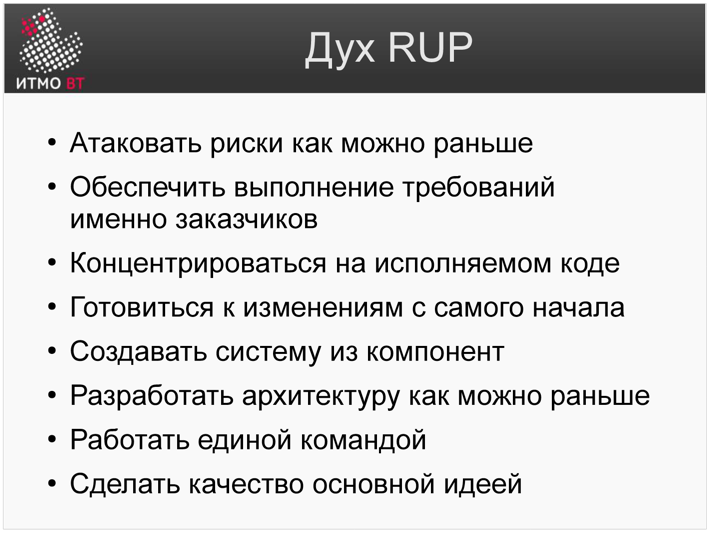 Дух RUP
ИТМО ВТ
• Атаковать риски как можно раньше
• Обеспечить выполнение требований
именно заказчиков
• Концентрироваться на исполняемом коде
• Готовиться к изменениям с самого начала
• Создавать систему из компонент
• Разработать архитектуру как можно раньше
• Работать единой командой
• Сделать качество основной идеей